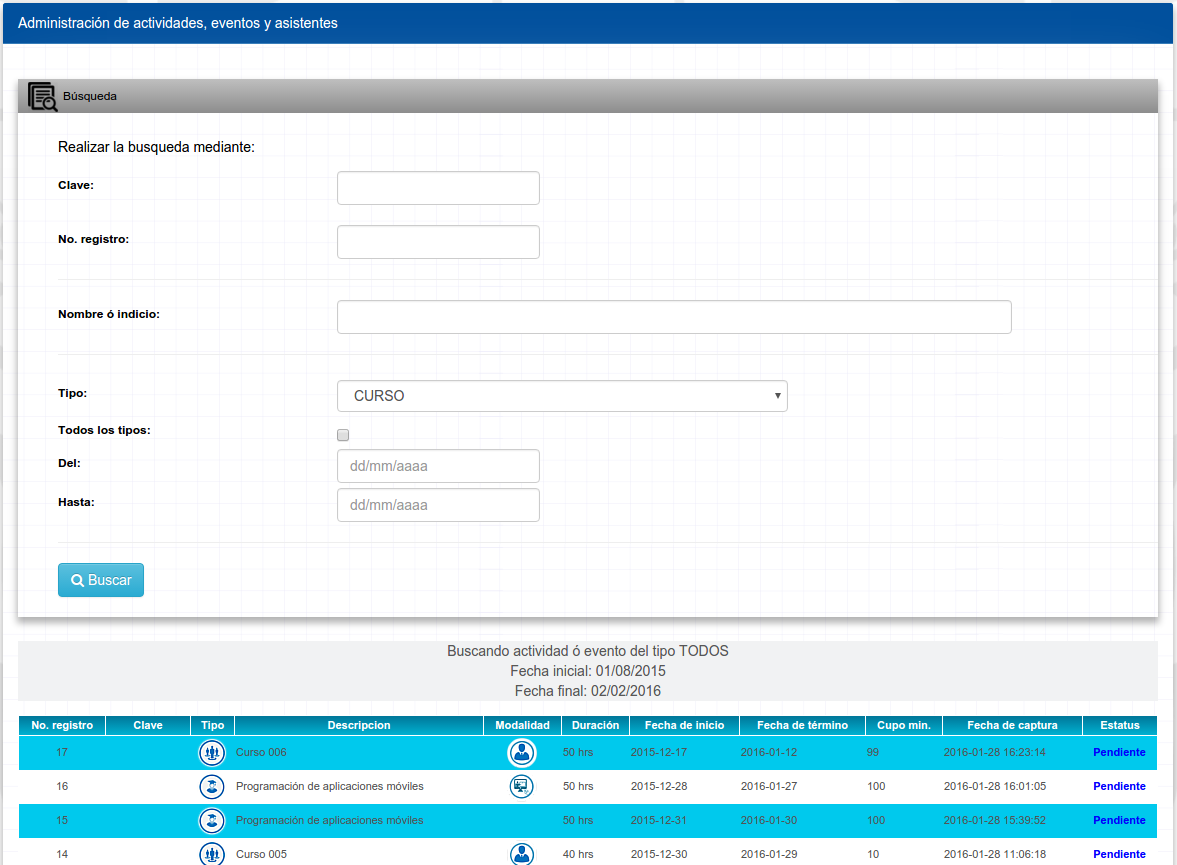 Administración de actividades, eventos y asistentes
Búsqueda
Realizar la busqueda mediante:
Clave:
No. registro:
Nombre ó indicio:
Tipo: CURSO
Todos los tipos:
Del: dd/mm/aaaa
Hasta: dd/mm/aaaa
Buscar
Buscando actividad ó evento del tipo TODOS
Fecha inicial: 01/08/2015
Fecha final: 02/02/2016
No. registro Clave Tipo Descripcion Modalidad Duración Fecha de inicio Fecha de término Cupo min. Fecha de captura Estatus
17 Curso 006 50 hrs 2015-12-17 2016-01-12 99 2016-01-28 16:23:14 Pendiente
16 Programación de aplicaciones móviles 50 hrs 2015-12-28 2016-01-27 100 2016-01-28 16:01:05 Pendiente
15 Programación de aplicaciones móviles 50 hrs 2015-12-31 2016-01-30 100 2016-01-28 15:39:52 Pendiente
14 Curso 005 40 hrs 2015-12-30 2016-01-29 10 2016-01-28 11:06:18 Pendiente